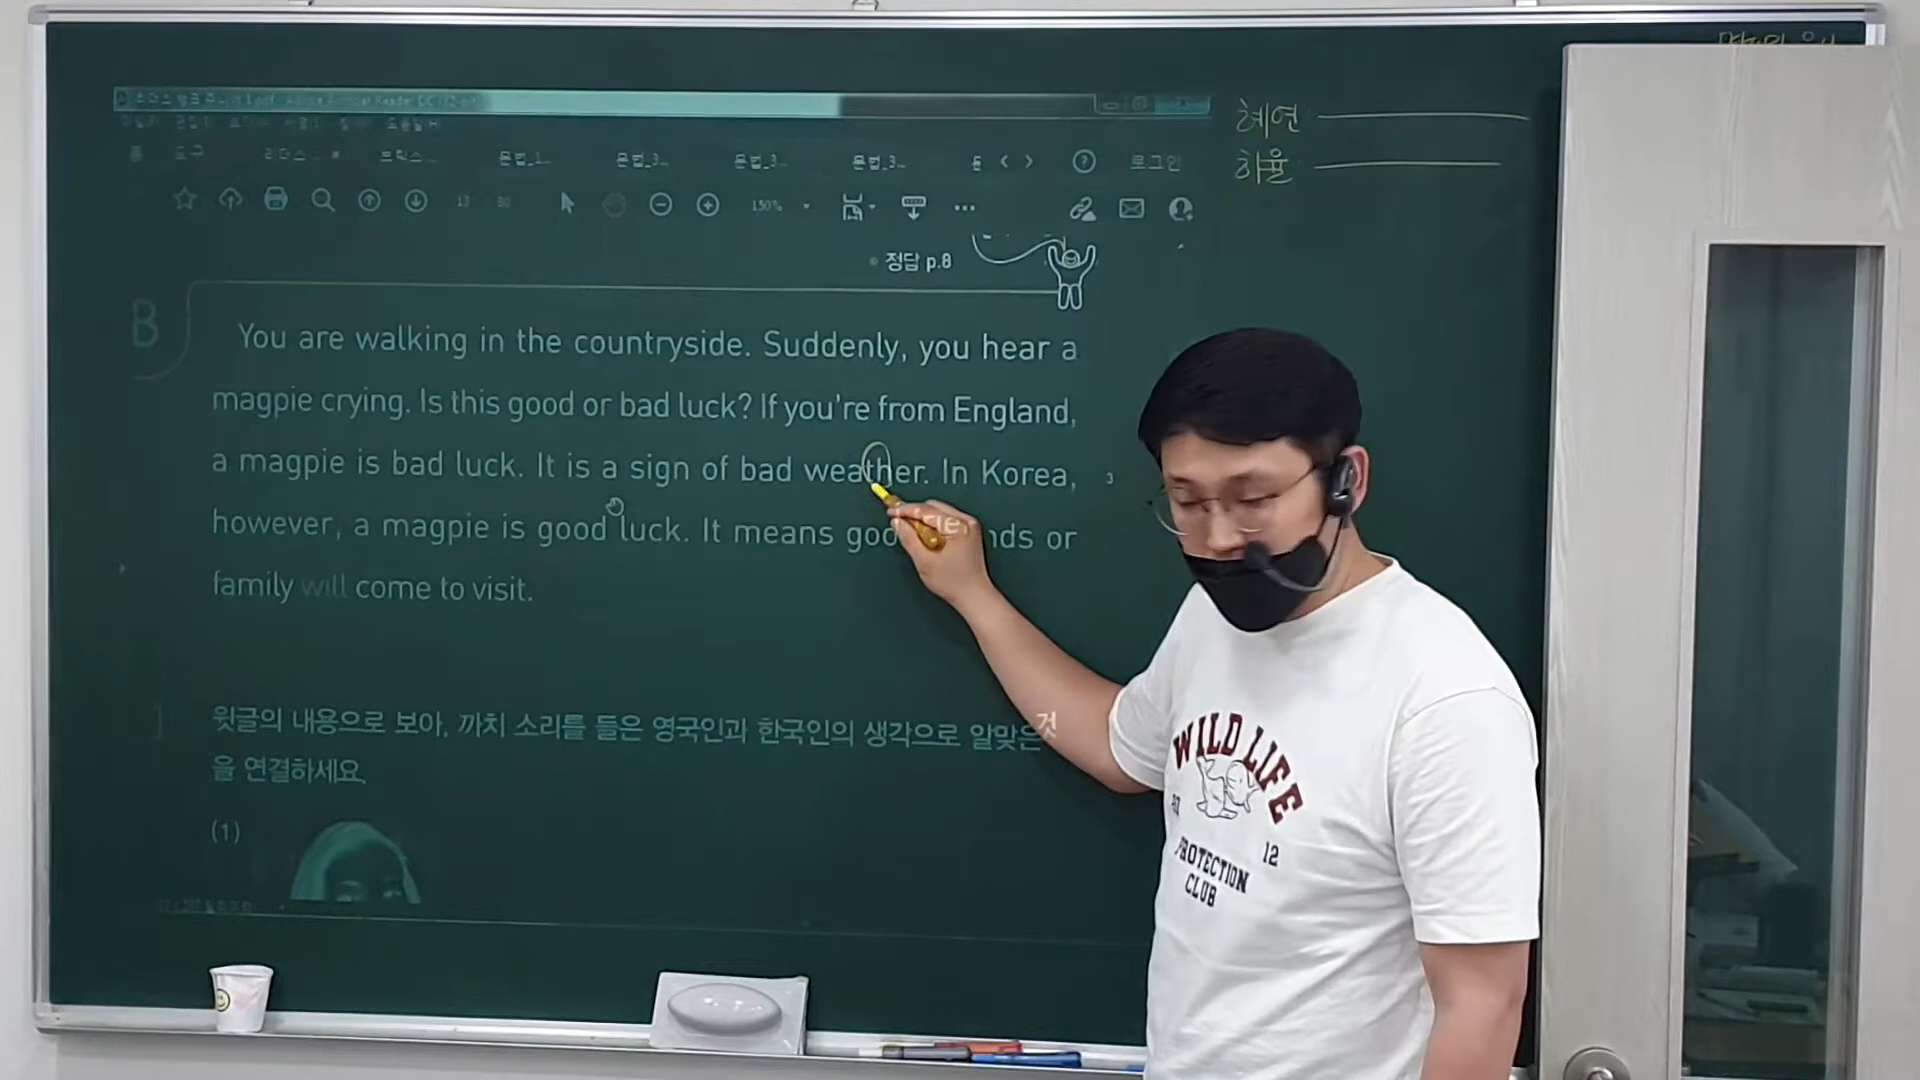 혜연
하율
로그인
150%
정답 p.8
B
You are walking in the countryside. Suddenly, you hear a
magpie crying. Is this good or bad luck? If you're from England,
a magpie is bad luck. It is a sign of bad weather. In Korea,
3
however, a magpie is good luck. It means good friends or
family will come to visit.
1 윗글의 내용으로 보아, 까치 소리를 들은 영국인과 한국인의 생각으로 알맞은 것
을 연결하세요.
(1)
WILD LIFE
12
PROTECTION
CLUB